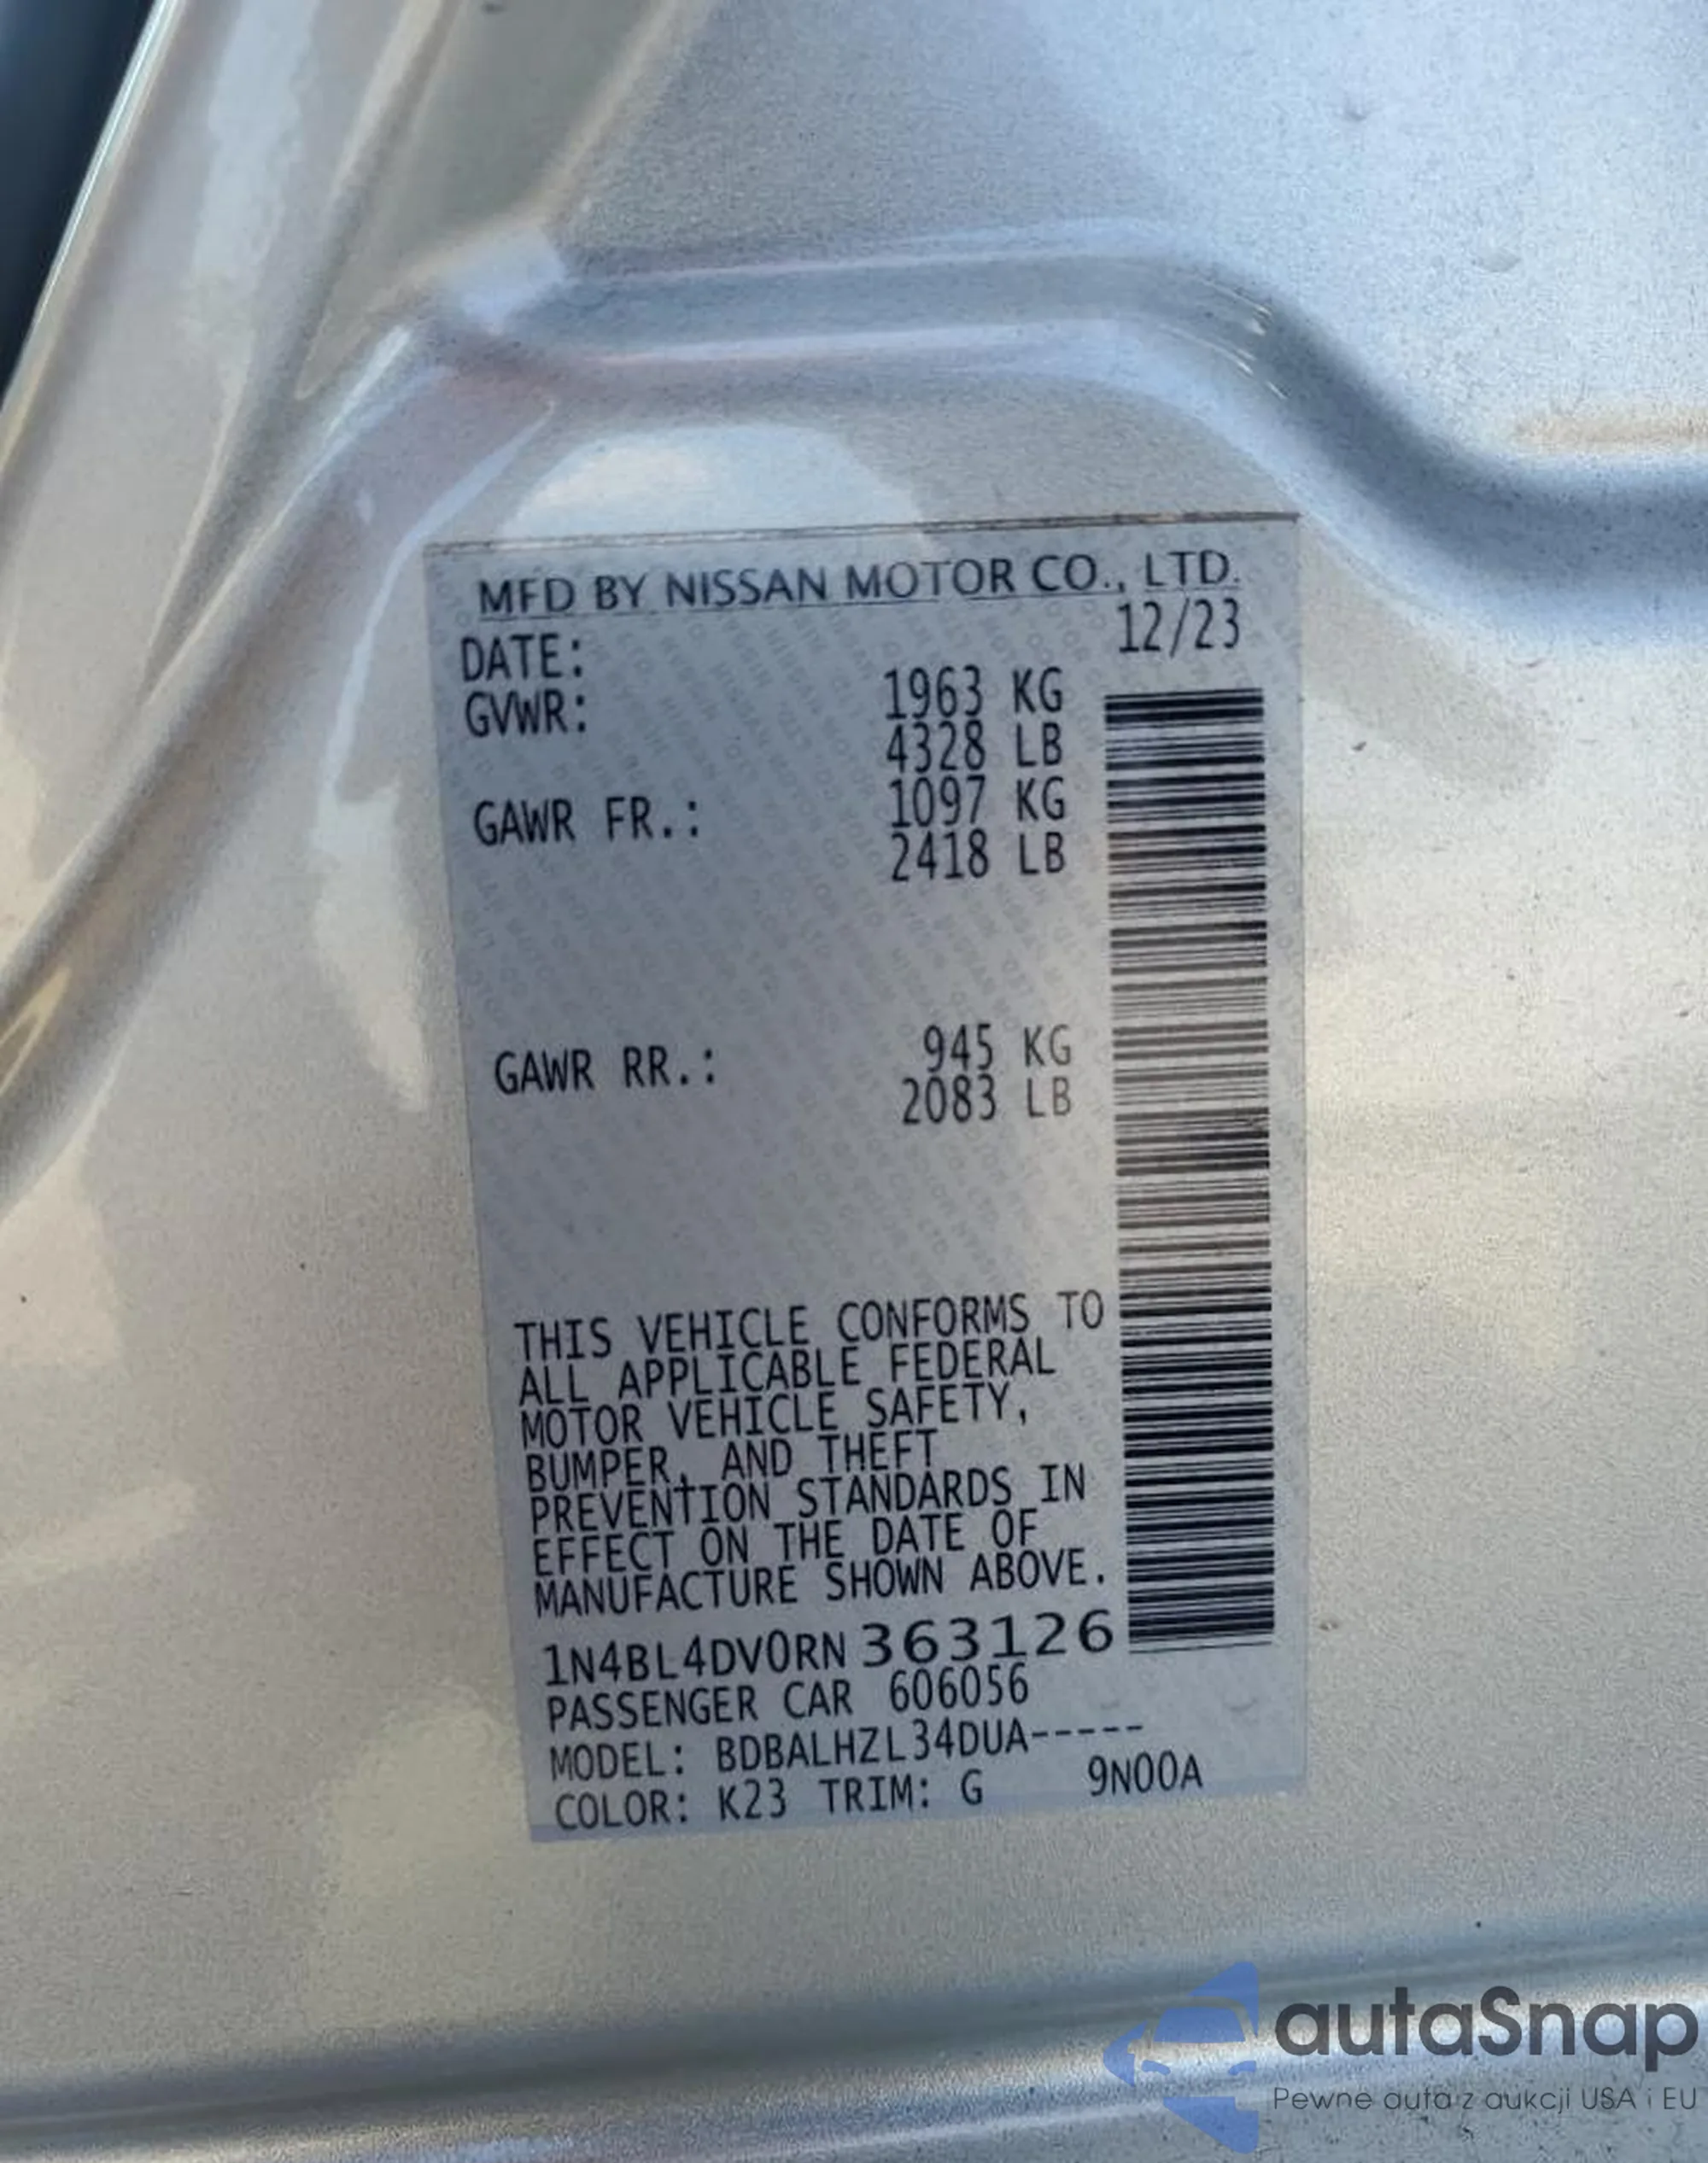 MFD BY NISSAN MOTOR CO., LTD.
DATE: 12/23
GVWR: 1963 KG
4328 LB
GAWR FR.: 1097 KG
2418 LB
GAWR RR.: 945 KG
2083 LB
THIS VEHICLE CONFORMS TO
ALL APPLICABLE FEDERAL
MOTOR VEHICLE SAFETY,
BUMPER, AND THEFT
PREVENTION STANDARDS IN
EFFECT ON THE DATE OF
MANUFACTURE SHOWN ABOVE.
1N4BL4DV0RN 363126
PASSENGER CAR 606056
MODEL: BDBALHZL34DUA-----
COLOR: K23 TRIM: G 9N00A
autaSnap
Pewne auta z aukcji USA i EU